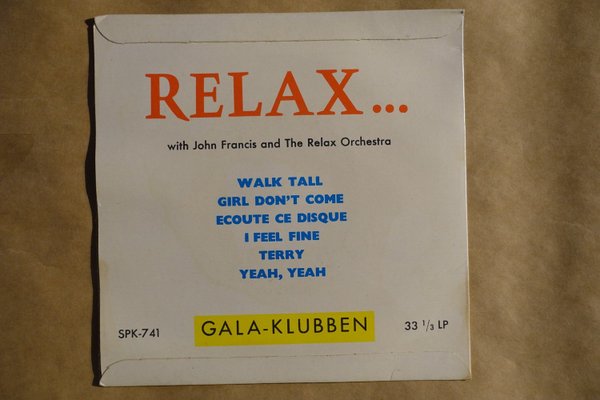 RELAX...
with John Francis and The Relax Orchestra
WALK TALL
GIRL DON'T COME
ECOUTE CE DISQUE
I FEEL FINE
TERRY
YEAH, YEAH
SPK-741
GALA-KLUBBEN
33 1/3 LP